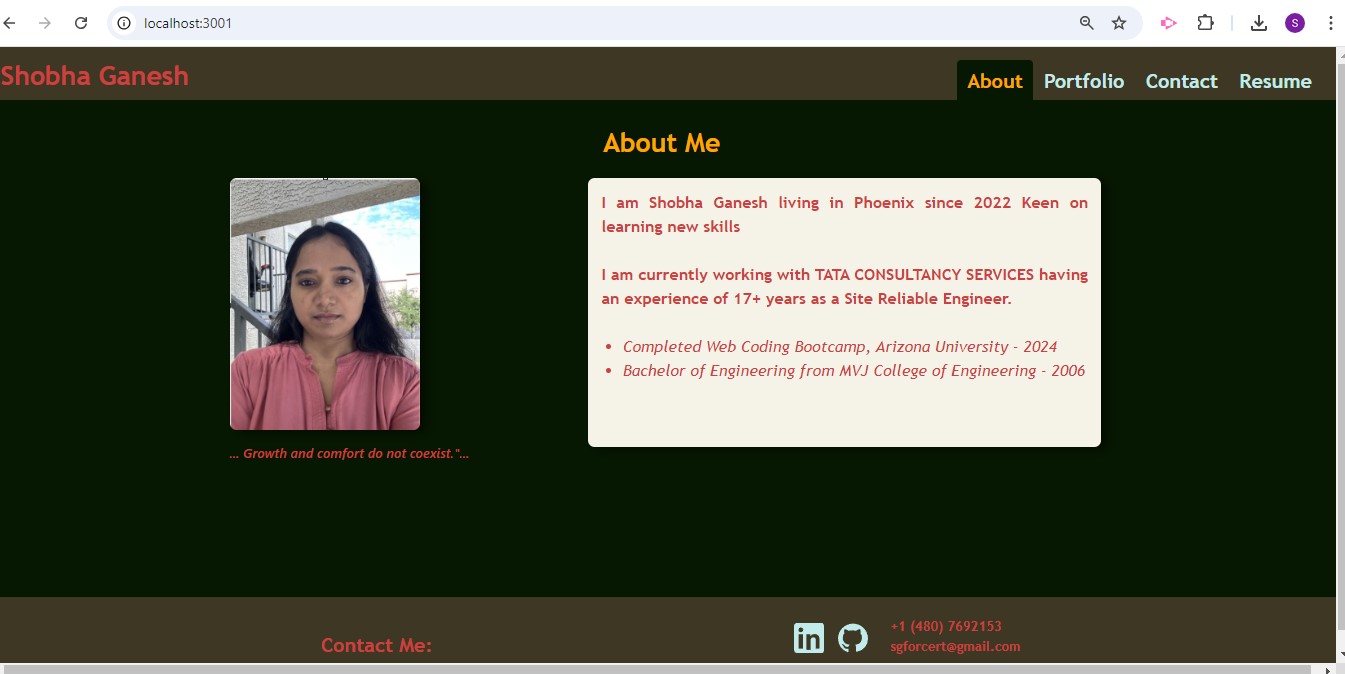 localhost:3001
S
Shobha Ganesh
About
Portfolio
Contact
Resume
About Me
I am Shobha Ganesh living in Phoenix since 2022 Keen on
learning new skills
I am currently working with TATA CONSULTANCY SERVICES having
an experience of 17+ years as a Site Reliable Engineer.
• Completed Web Coding Bootcamp, Arizona University - 2024
• Bachelor of Engineering from MVJ College of Engineering - 2006
... Growth and comfort do not coexist."...
Contact Me:
in
+1 (480) 7692153
sgforcert@gmail.com